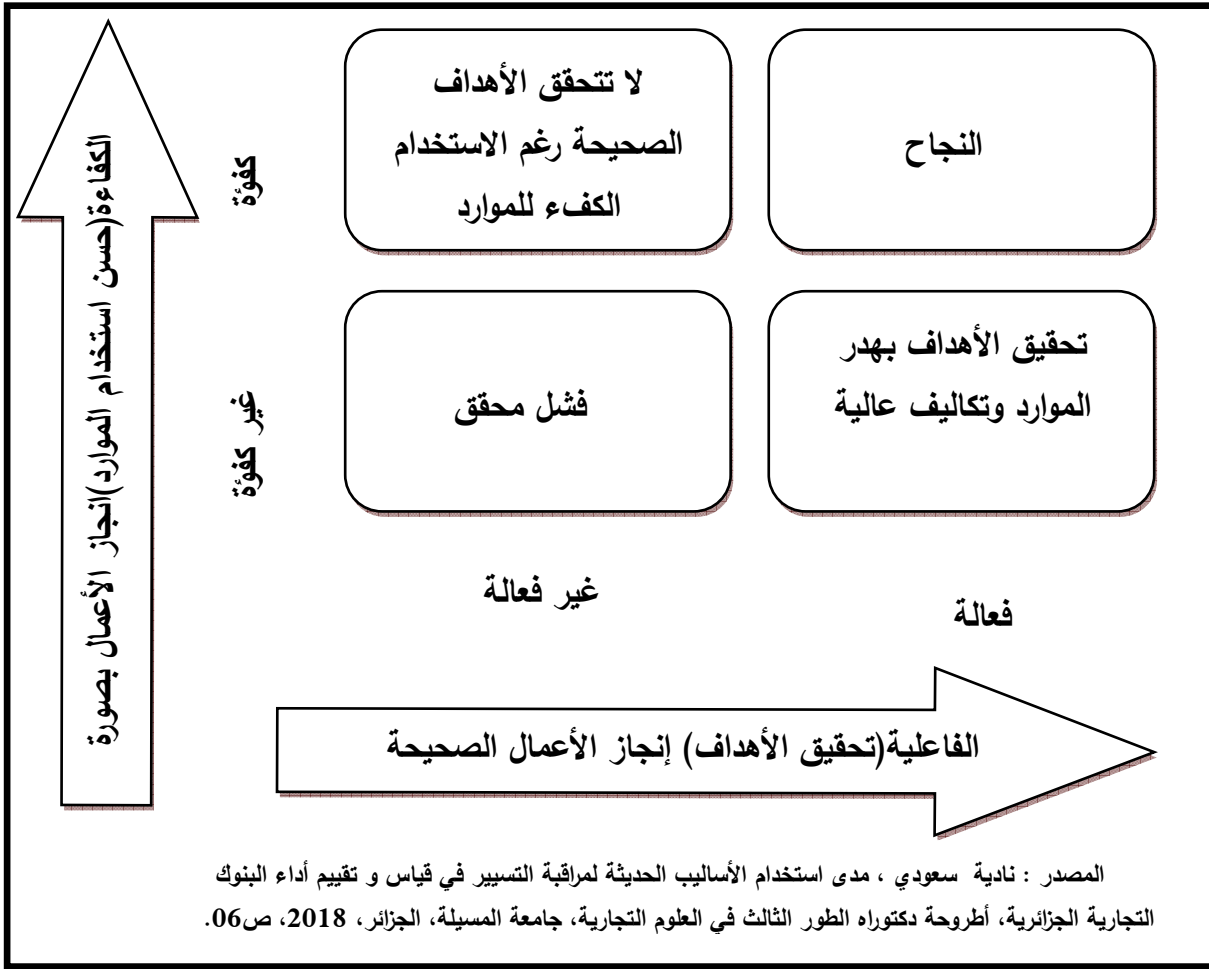 النجاح
لا تتحقق الأهداف
الصحيحة رغم الاستخدام
الكفء للموارد
كفؤة
تحقيق الأهداف بهدر
الموارد وتكاليف عالية
فشل محقق
غير كفؤة
الكفاءة(حسن استخدام الموارد)انجاز الأعمال بصورة
فعالة
غير فعالة
الفاعلية(تحقيق الأهداف) إنجاز الأعمال الصحيحة
المصدر : نادية سعودي ، مدى استخدام الأساليب الحديثة لمراقبة التسيير في قياس و تقييم أداء البنوك
التجارية الجزائرية، أطروحة دكتوراه الطور الثالث في العلوم التجارية، جامعة المسيلة، الجزائر، 2018، ص06.